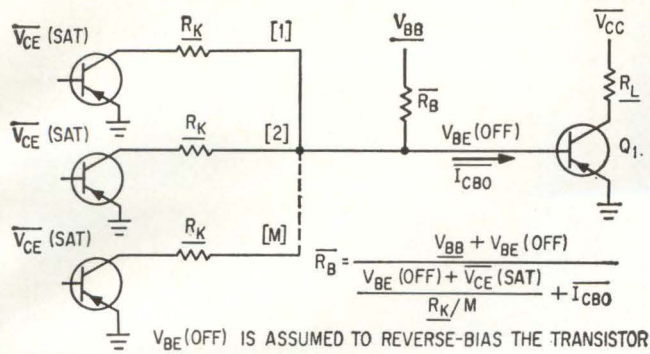 V̅CE (SAT) RK [1] VBB V̅CC
R̅B RL
V̅CE (SAT) RK [2] VBE (OFF) Q1.
I̅CBO
V̅CE (SAT) RK [M]
R̅B = VBB + VBE (OFF)
VBE (OFF) + V̅CE (SAT)
RK/M + I̅CBO
VBE (OFF) IS ASSUMED TO REVERSE-BIAS THE TRANSISTOR